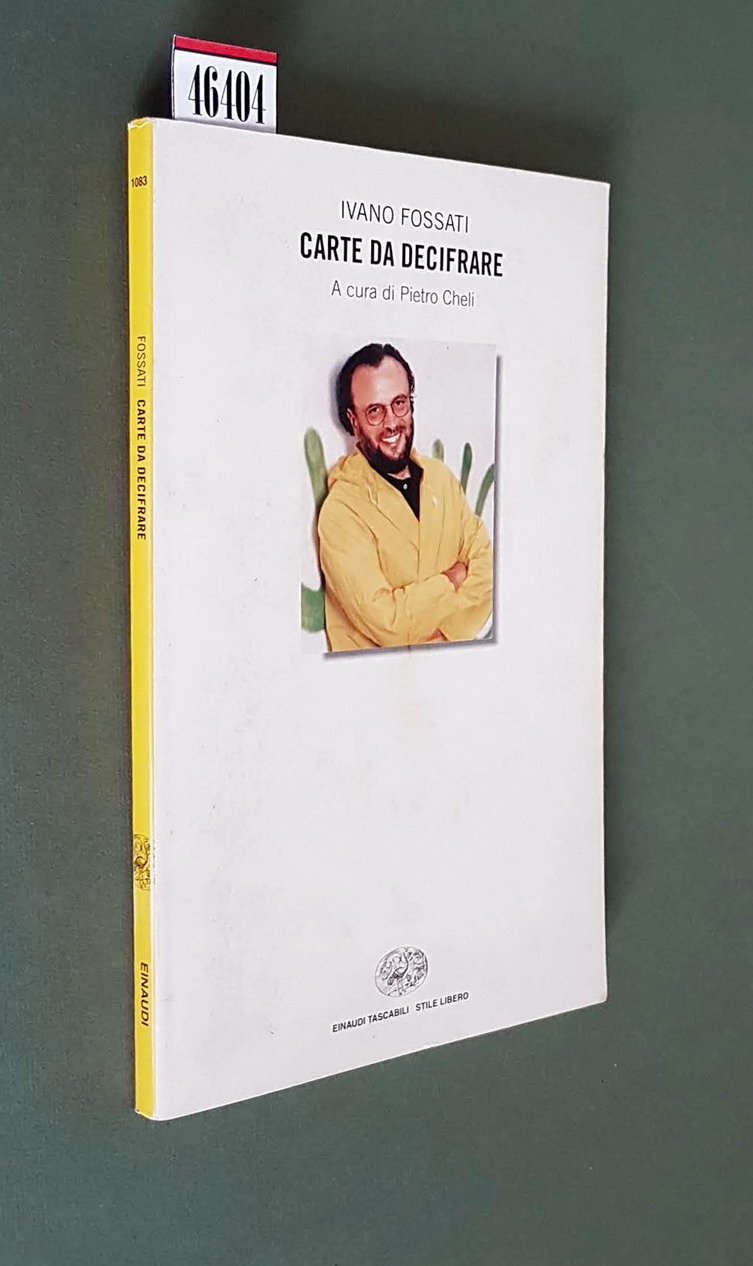 46404
IVANO FOSSATI
CARTE DA DECIFRARE
A cura di Pietro Cheli
EINAUDI TASCABILI STILE LIBERO
1083
FOSSATI CARTE DA DECIFRARE
EINAUDI